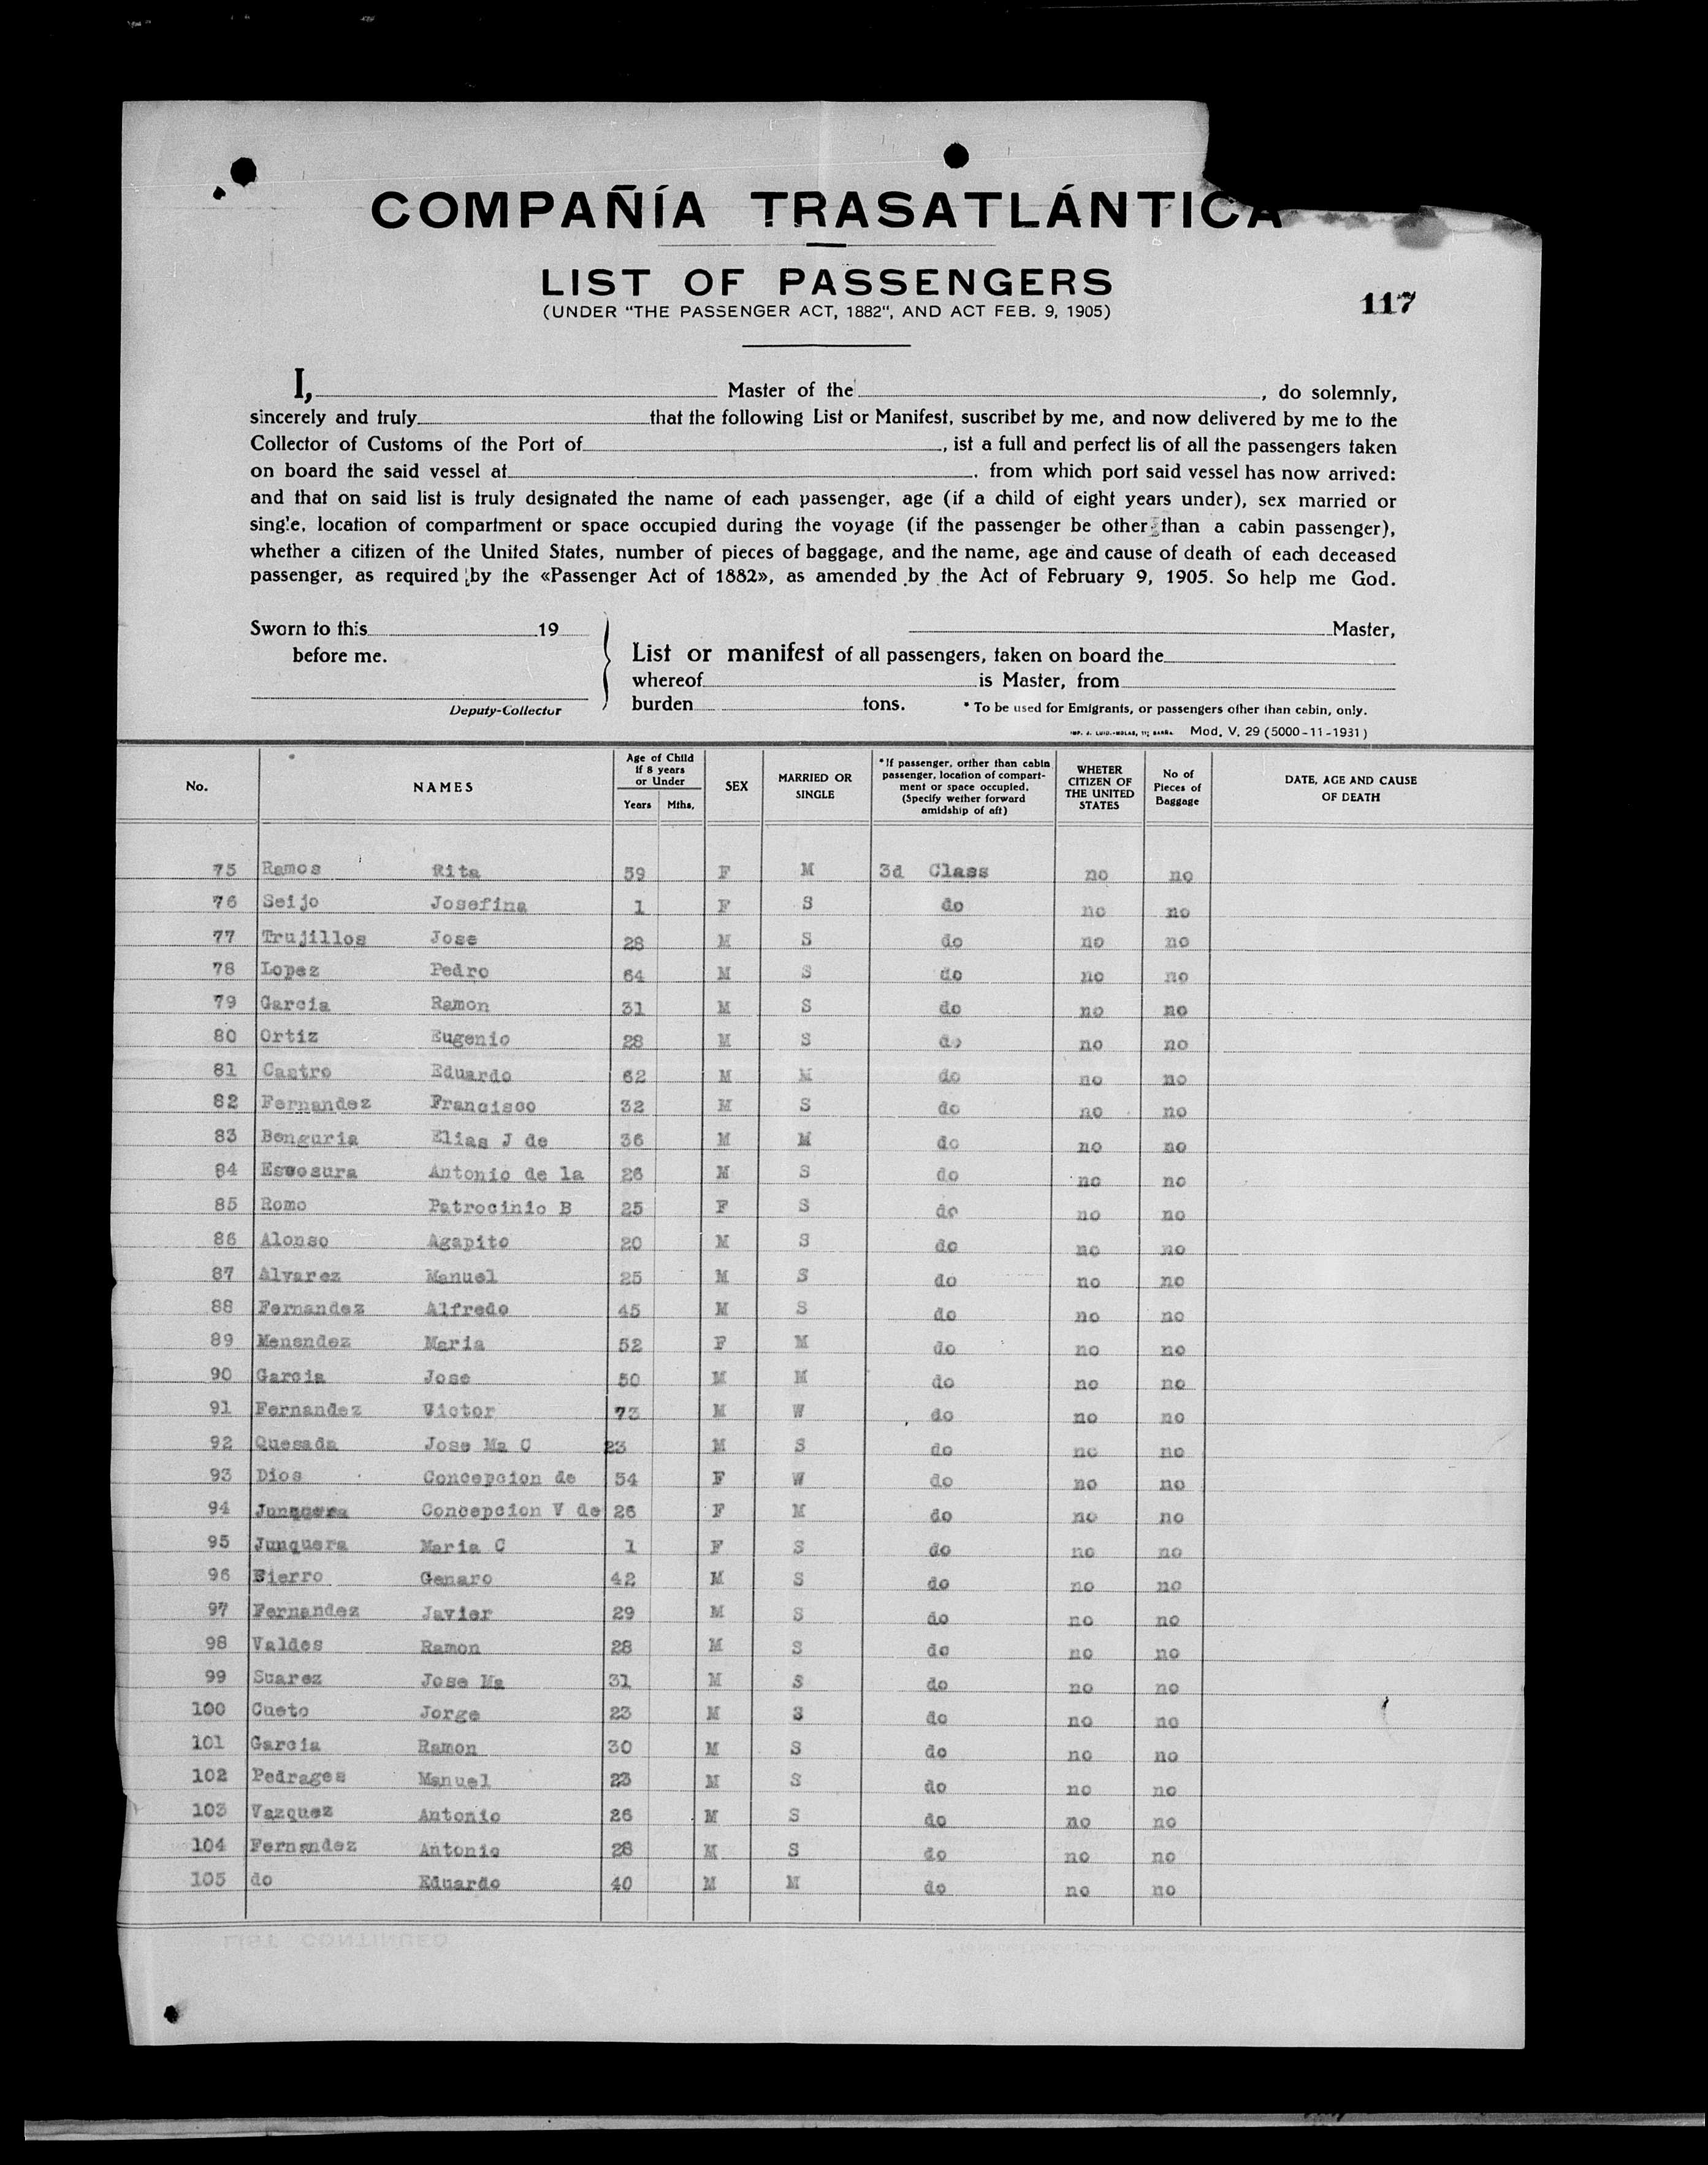 COMPAÑÍA TRASATLÁNTICA
LIST OF PASSENGERS
(UNDER "THE PASSENGER ACT, 1882", AND ACT FEB. 9, 1905)
117
I, Master of the , do solemnly,
sincerely and truly that the following List or Manifest, suscribet by me, and now delivered by me to the
Collector of Customs of the Port of , ist a full and perfect lis of all the passengers taken
on board the said vessel at . from which port said vessel has now arrived:
and that on said list is truly designated the name of each passenger, age (if a child of eight years under), sex married or
single, location of compartment or space occupied during the voyage (if the passenger be other than a cabin passenger),
whether a citizen of the United States, number of pieces of baggage, and the name, age and cause of death of each deceased
passenger, as required by the «Passenger Act of 1882», as amended by the Act of February 9, 1905. So help me God.
Sworn to this 19
before me.
Deputy-Collector
Master,
List or manifest of all passengers, taken on board the
whereof is Master, from
burden tons. * To be used for Emigrants, or passengers other than cabin, only.
Mod. V. 29 (5000-11-1931)
No. NAMES Age of Child if 8 years or Under Years Mths, SEX MARRIED OR SINGLE *If passenger, orther than cabin passenger, location of compartment or space occupied. (Specify wether forward amidship of aft) WHETER CITIZEN OF THE UNITED STATES No of Pieces of Baggage DATE, AGE AND CAUSE OF DEATH
75 Ramos Rita 59 F M 3d Class no no
76 Seijo Josefina 1 F S do no no
77 Trujillos Jose 28 M S do no no
78 Lopez Pedro 64 M S do no no
79 Garcia Ramon 31 M S do no no
80 Ortiz Eugenio 28 M S do no no
81 Castro Eduardo 62 M M do no no
82 Fernandez Francisco 32 M S do no no
83 Benguria Elias J de 36 M M do no no
84 Escosura Antonio de la 26 M S do no no
85 Romo Patrocinio B 25 F S do no no
86 Alonso Agapito 20 M S do no no
87 Alvarez Manuel 25 M S do no no
88 Fernandez Alfredo 45 M S do no no
89 Menendez Maria 52 F M do no no
90 Garcia Jose 50 M M do no no
91 Fernandez Victor 73 M W do no no
92 Quesada Jose Ma C 23 M S do no no
93 Dios Concepcion de 54 F W do no no
94 Junquera Concepcion V de 26 F M do no no
95 Junquera Maria C 1 F S do no no
96 Fierro Genaro 42 M S do no no
97 Fernandez Javier 29 M S do no no
98 Valdes Ramon 28 M S do no no
99 Suarez Jose Ma 31 M S do no no
100 Cueto Jorge 23 M S do no no
101 Garcia Ramon 30 M S do no no
102 Pedrages Manuel 23 M S do no no
103 Vazquez Antonio 26 M S do no no
104 Fernandez Antonio 28 M S do no no
105 do Eduardo 40 M M do no no